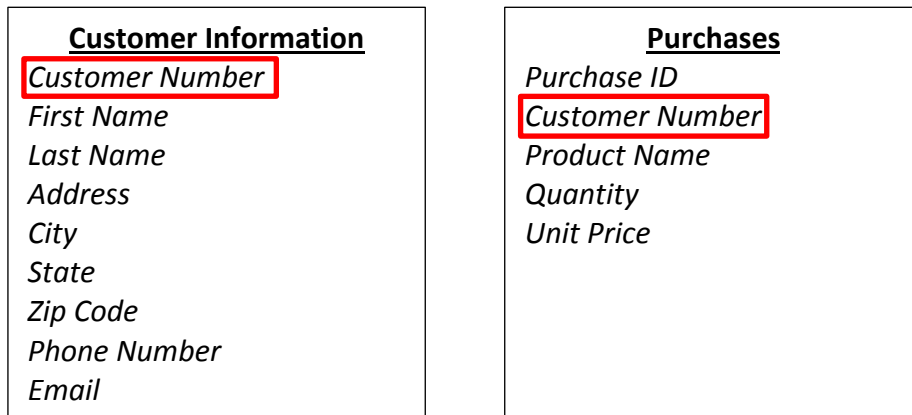 Customer Information
Customer Number
First Name
Last Name
Address
City
State
Zip Code
Phone Number
Email
Purchases
Purchase ID
Customer Number
Product Name
Quantity
Unit Price